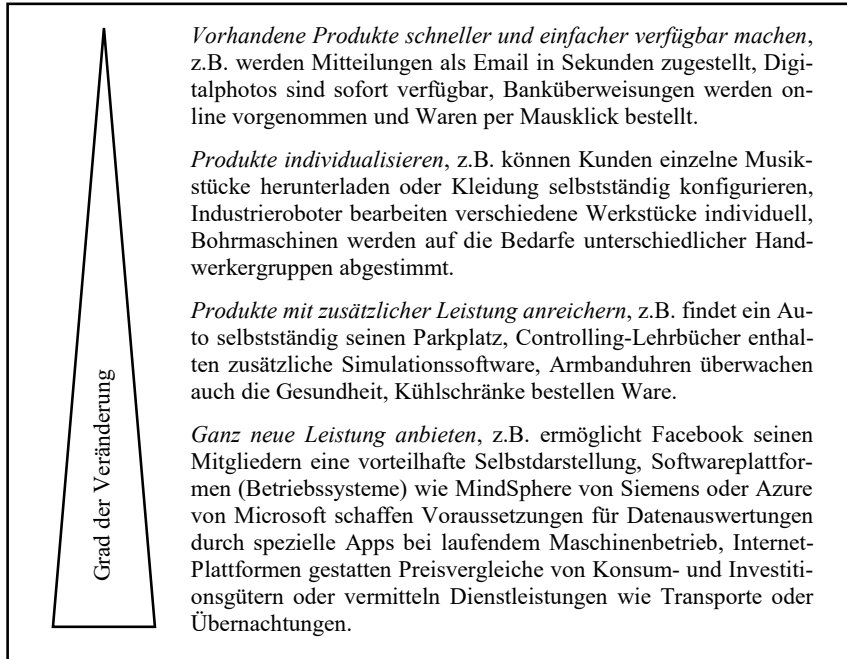 Vorhandene Produkte schneller und einfacher verfügbar machen,
z.B. werden Mitteilungen als Email in Sekunden zugestellt, Digi-
talphotos sind sofort verfügbar, Banküberweisungen werden on-
line vorgenommen und Waren per Mausklick bestellt.
Produkte individualisieren, z.B. können Kunden einzelne Musik-
stücke herunterladen oder Kleidung selbstständig konfigurieren,
Industrieroboter bearbeiten verschiedene Werkstücke individuell,
Bohrmaschinen werden auf die Bedarfe unterschiedlicher Hand-
werkergruppen abgestimmt.
Produkte mit zusätzlicher Leistung anreichern, z.B. findet ein Au-
to selbstständig seinen Parkplatz, Controlling-Lehrbücher enthal-
ten zusätzliche Simulationssoftware, Armbanduhren überwachen
auch die Gesundheit, Kühlschränke bestellen Ware.
Ganz neue Leistung anbieten, z.B. ermöglicht Facebook seinen
Mitgliedern eine vorteilhafte Selbstdarstellung, Softwareplattfor-
men (Betriebssysteme) wie MindSphere von Siemens oder Azure
von Microsoft schaffen Voraussetzungen für Datenauswertungen
durch spezielle Apps bei laufendem Maschinenbetrieb, Internet-
Plattformen gestatten Preisvergleiche von Konsum- und Investiti-
onsgütern oder vermitteln Dienstleistungen wie Transporte oder
Übernachtungen.
Grad der Veränderung